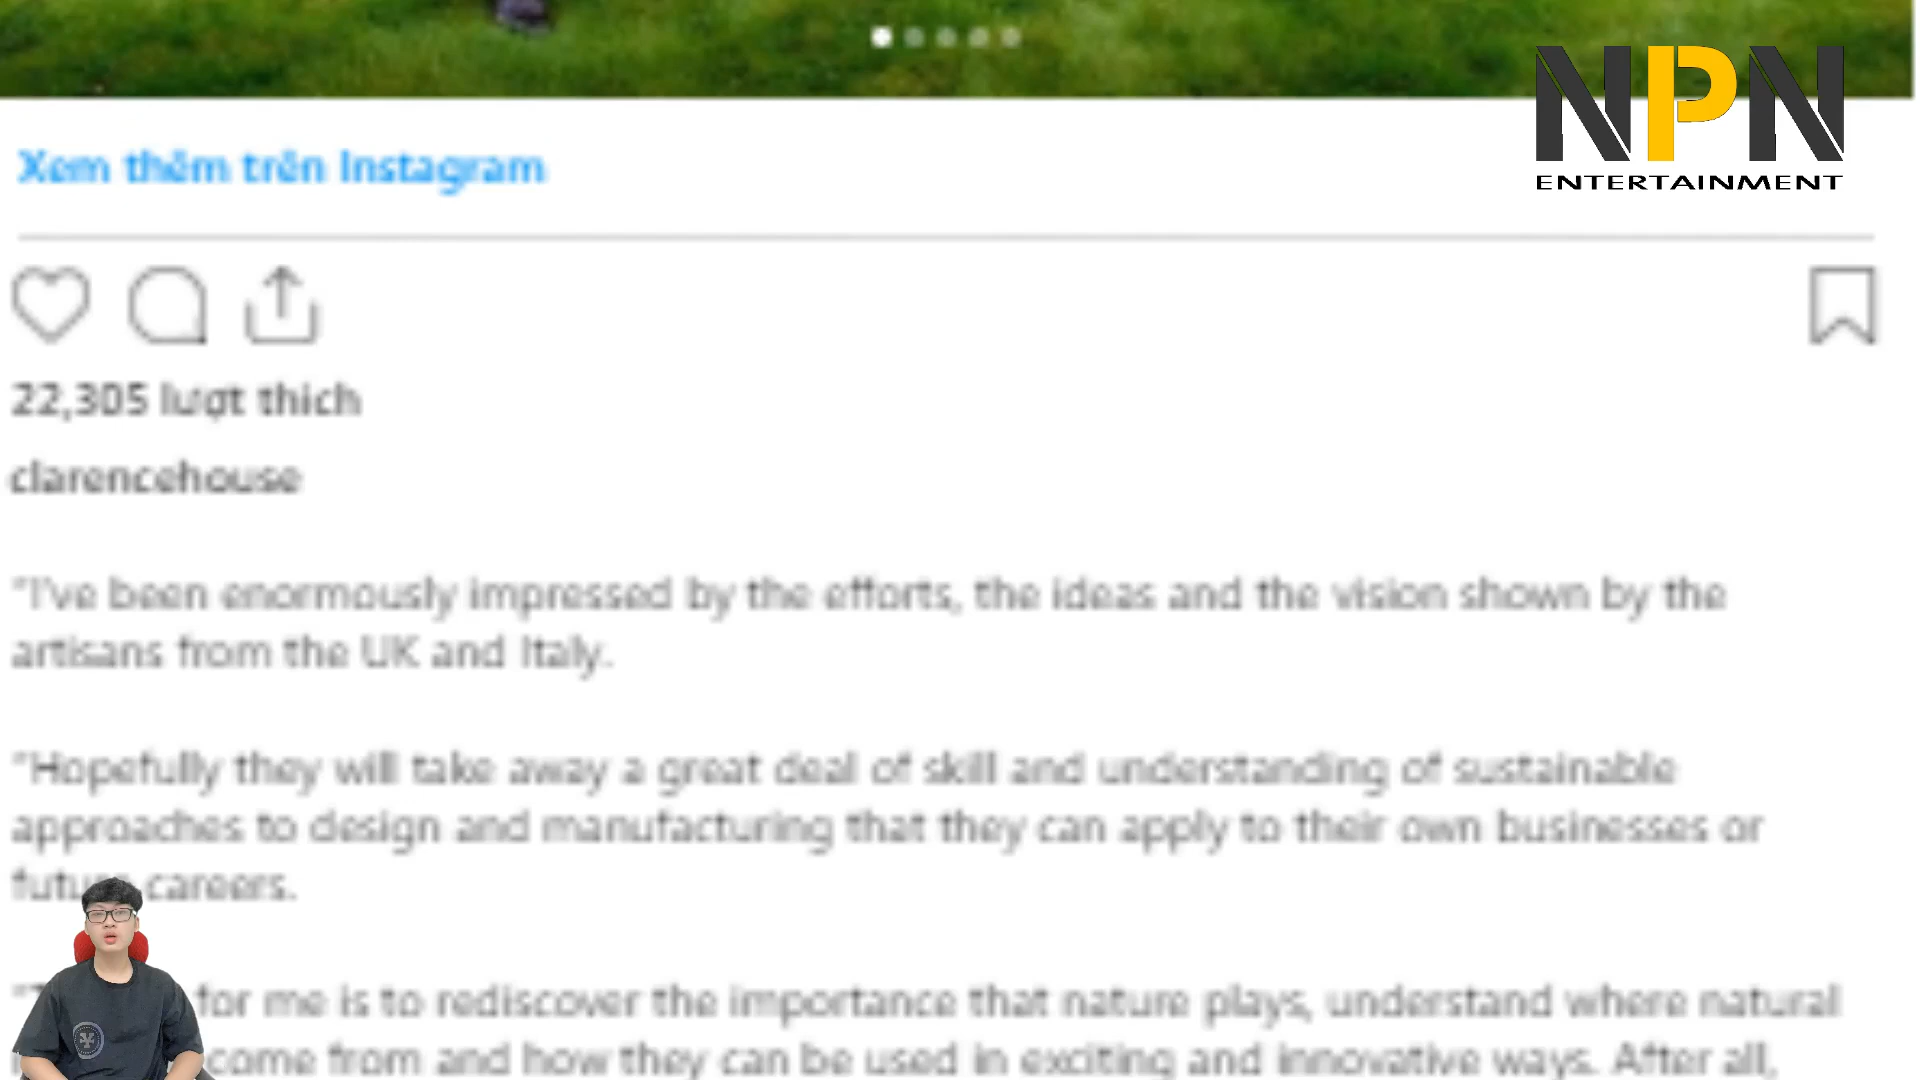 NPN
ENTERTAINMENT
Xem thêm trên Instagram
22,305 lượt thích
clarencehouse
"I've been enormously impressed by the efforts, the ideas and the vision shown by the
artisans from the UK and Italy.
"Hopefully they will take away a great deal of skill and understanding of sustainable
approaches to design and manufacturing that they can apply to their own businesses or
future careers.
for me is to rediscover the importance that nature plays, understand where natural
come from and how they can be used in exciting and innovative ways. After all,